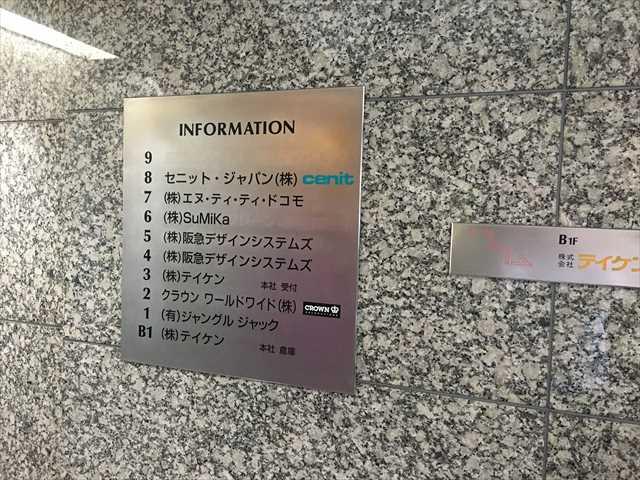 INFORMATION
9
8 セニット・ジャパン(株) cenit
7 (株)エヌ・ティ・ティ・ドコモ
6 (株)SuMiKa
5 (株)阪急デザインシステムズ
4 (株)阪急デザインシステムズ
3 (株)テイケン 本社 受付
2 クラウン ワールドワイド(株) CROWN
1 (有)ジャングル ジャック
B1 (株)テイケン 本社 倉庫
B1F
株式会社 テイケン